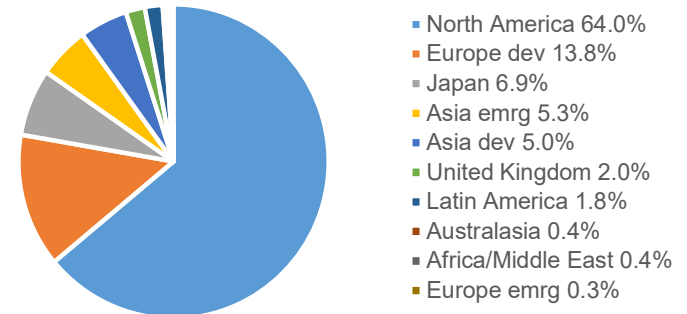 North America 64.0%
Europe dev 13.8%
Japan 6.9%
Asia emrg 5.3%
Asia dev 5.0%
United Kingdom 2.0%
Latin America 1.8%
Australasia 0.4%
Africa/Middle East 0.4%
Europe emrg 0.3%